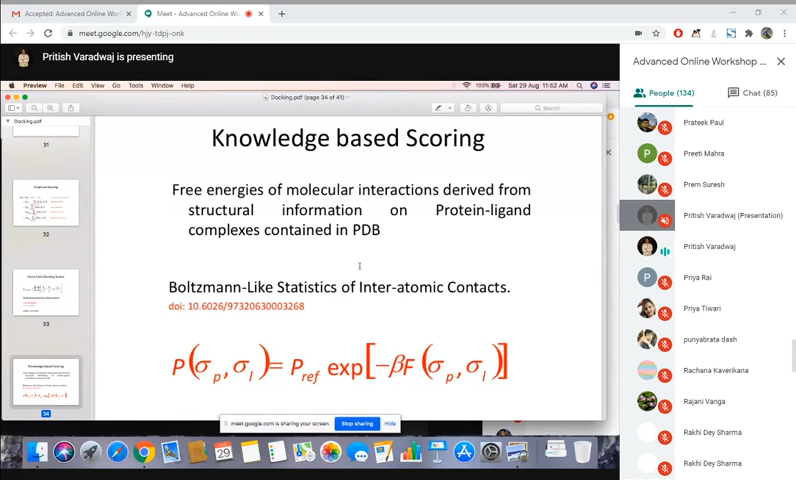 Accepted: Advanced Online Wo
Meet - Advanced Online Works
meet.google.com/hjy-tdpj-onk
Pritish Varadwaj is presenting
Advanced Online Workshop ...
People (134)
Chat (85)
Preview File Edit View Go Tools Window Help
100% Sat 29 Aug 11:52 AM
Docking.pdf (page 34 of 41)
Search
Docking.pdf
31
32
33
34
Knowledge based Scoring
Free energies of molecular interactions derived from
structural information on Protein-ligand
complexes contained in PDB
Boltzmann-Like Statistics of Inter-atomic Contacts.
doi: 10.6026/97320630003268
P(σp, σl)= Pref exp[−βF(σp, σl)]
meet.google.com is sharing your screen.
Stop sharing
Hide
Prateek Paul
P
Preeti Mahra
Prem Suresh
Pritish Varadwaj (Presentation)
Pritish Varadwaj
P
Priya Rai
Priya Tiwari
punyabrata dash
Rachana Kaverikana
Rajani Vanga
Rakhi Dey Sharma
Rakhi Dey Sharma